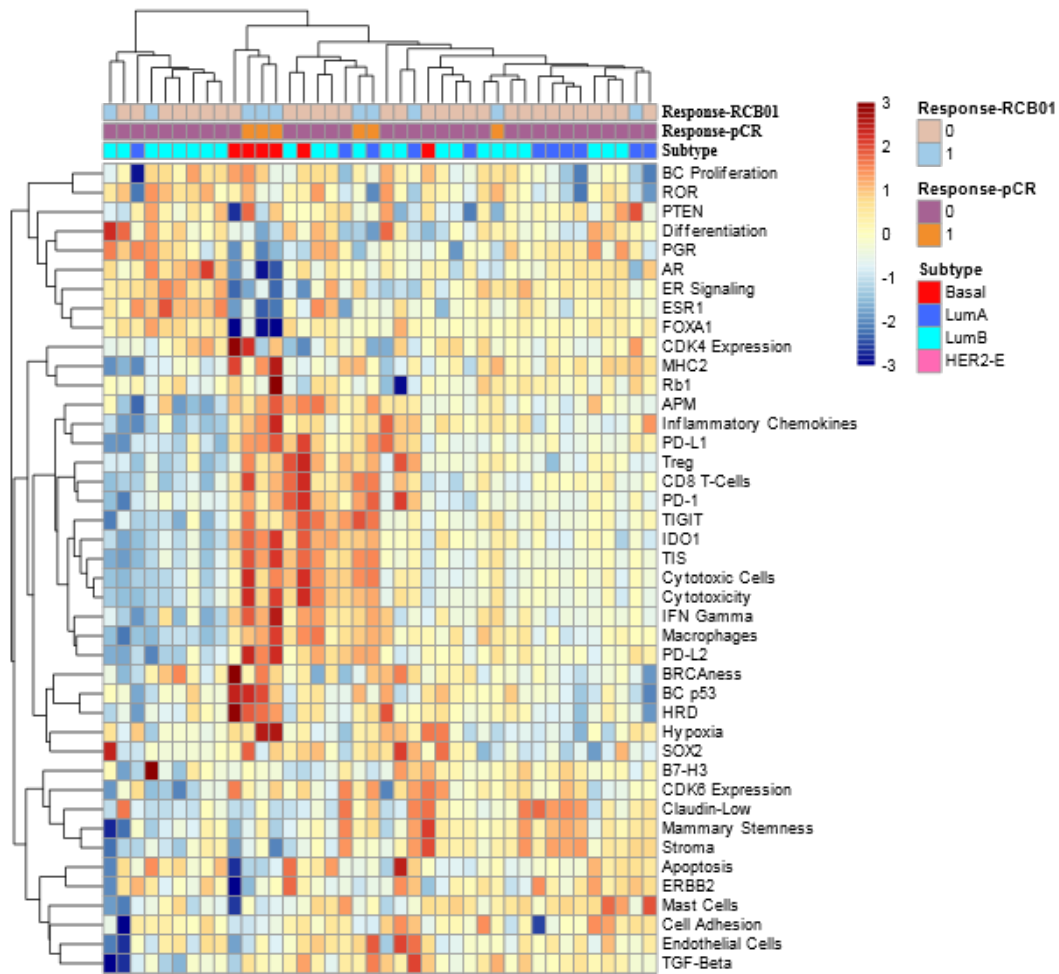 Response-RCB01
Response-pCR
Subtype
BC Proliferation
ROR
PTEN
Differentiation
PGR
AR
ER Signaling
ESR1
FOXA1
CDK4 Expression
MHC2
Rb1
APM
Inflammatory Chemokines
PD-L1
Treg
CD8 T-Cells
PD-1
TIGIT
IDO1
TIS
Cytotoxic Cells
Cytotoxicity
IFN Gamma
Macrophages
PD-L2
BRCAness
BC p53
HRD
Hypoxia
SOX2
B7-H3
CDK6 Expression
Claudin-Low
Mammary Stemness
Stroma
Apoptosis
ERBB2
Mast Cells
Cell Adhesion
Endothelial Cells
TGF-Beta
3
2
1
0
-1
-2
-3
Response-RCB01
0
1
Response-pCR
0
1
Subtype
Basal
LumA
LumB
HER2-E